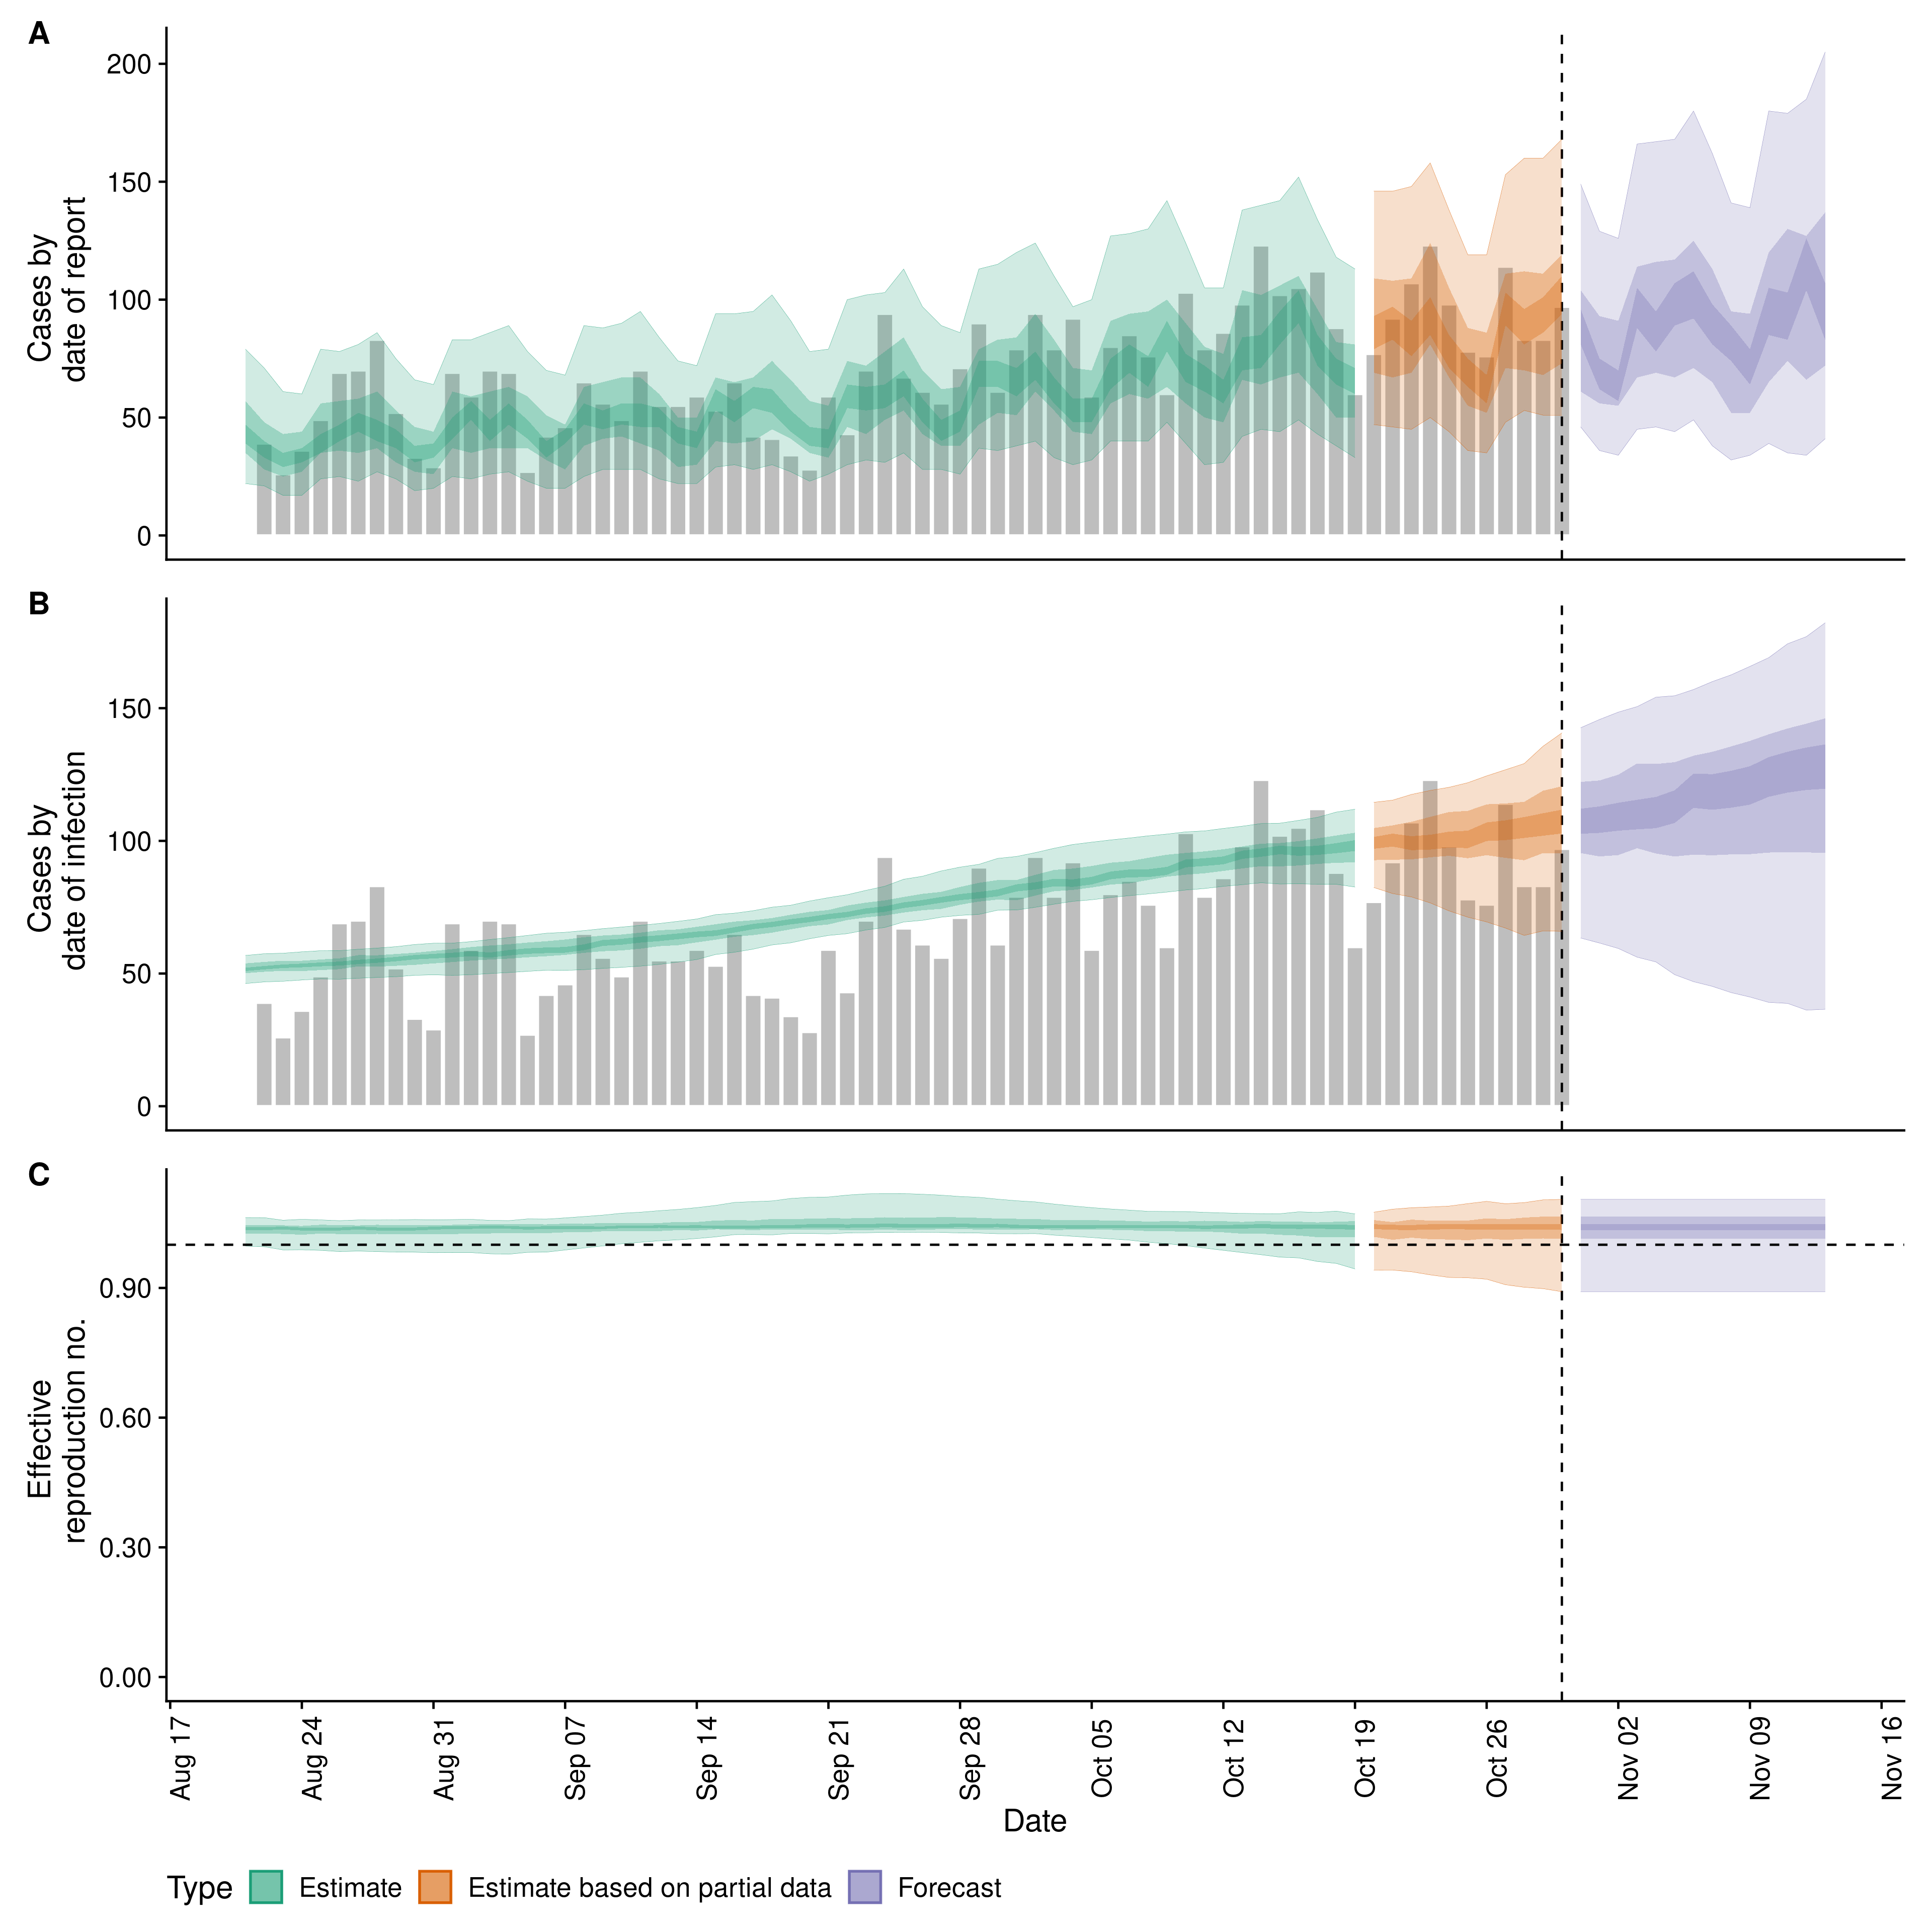 A
200
150
100
50
0
Cases by
date of report
B
150
100
50
0
Cases by
date of infection
C
0.90
0.60
0.30
0.00
Effective
reproduction no.
Aug 17
Aug 24
Aug 31
Sep 07
Sep 14
Sep 21
Sep 28
Oct 05
Oct 12
Oct 19
Oct 26
Nov 02
Nov 09
Nov 16
Date
Type Estimate Estimate based on partial data Forecast